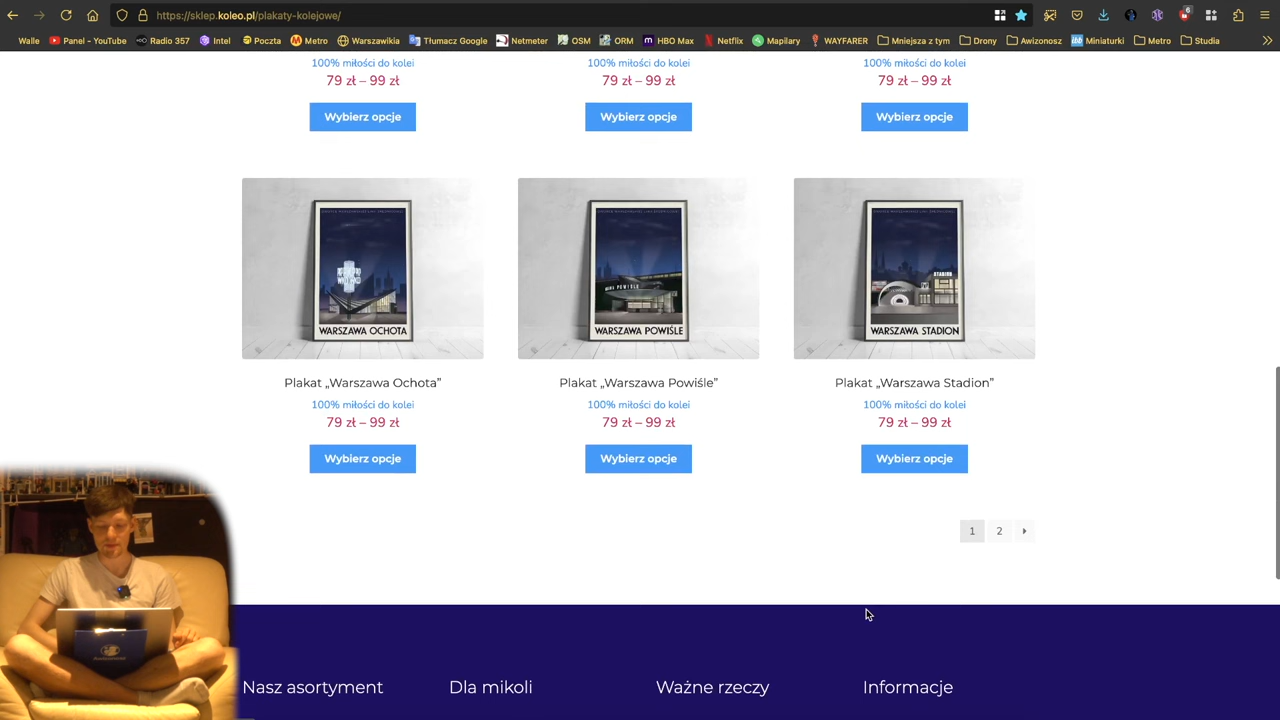 https://sklep.koleo.pl/plakaty-kolejowe/
6
Walle Panel - YouTube Radio 357 Intel Poczta Metro Warszawikia Tłumacz Google Netmeter OSM ORM HBO Max Netflix Mapilary WAYFARER Mniejsza z tym Drony Awizonosz Miniaturki Metro Studia
100% miłości do kolei 100% miłości do kolei 100% miłości do kolei
79 zł – 99 zł 79 zł – 99 zł 79 zł – 99 zł
Wybierz opcje Wybierz opcje Wybierz opcje
STADION
WARSZAWA OCHOTA WARSZAWA POWIŚLE WARSZAWA STADION
Plakat „Warszawa Ochota” Plakat „Warszawa Powiśle” Plakat „Warszawa Stadion”
100% miłości do kolei 100% miłości do kolei 100% miłości do kolei
79 zł – 99 zł 79 zł – 99 zł 79 zł – 99 zł
Wybierz opcje Wybierz opcje Wybierz opcje
1 2
Nasz asortyment Dla mikoli Ważne rzeczy Informacje